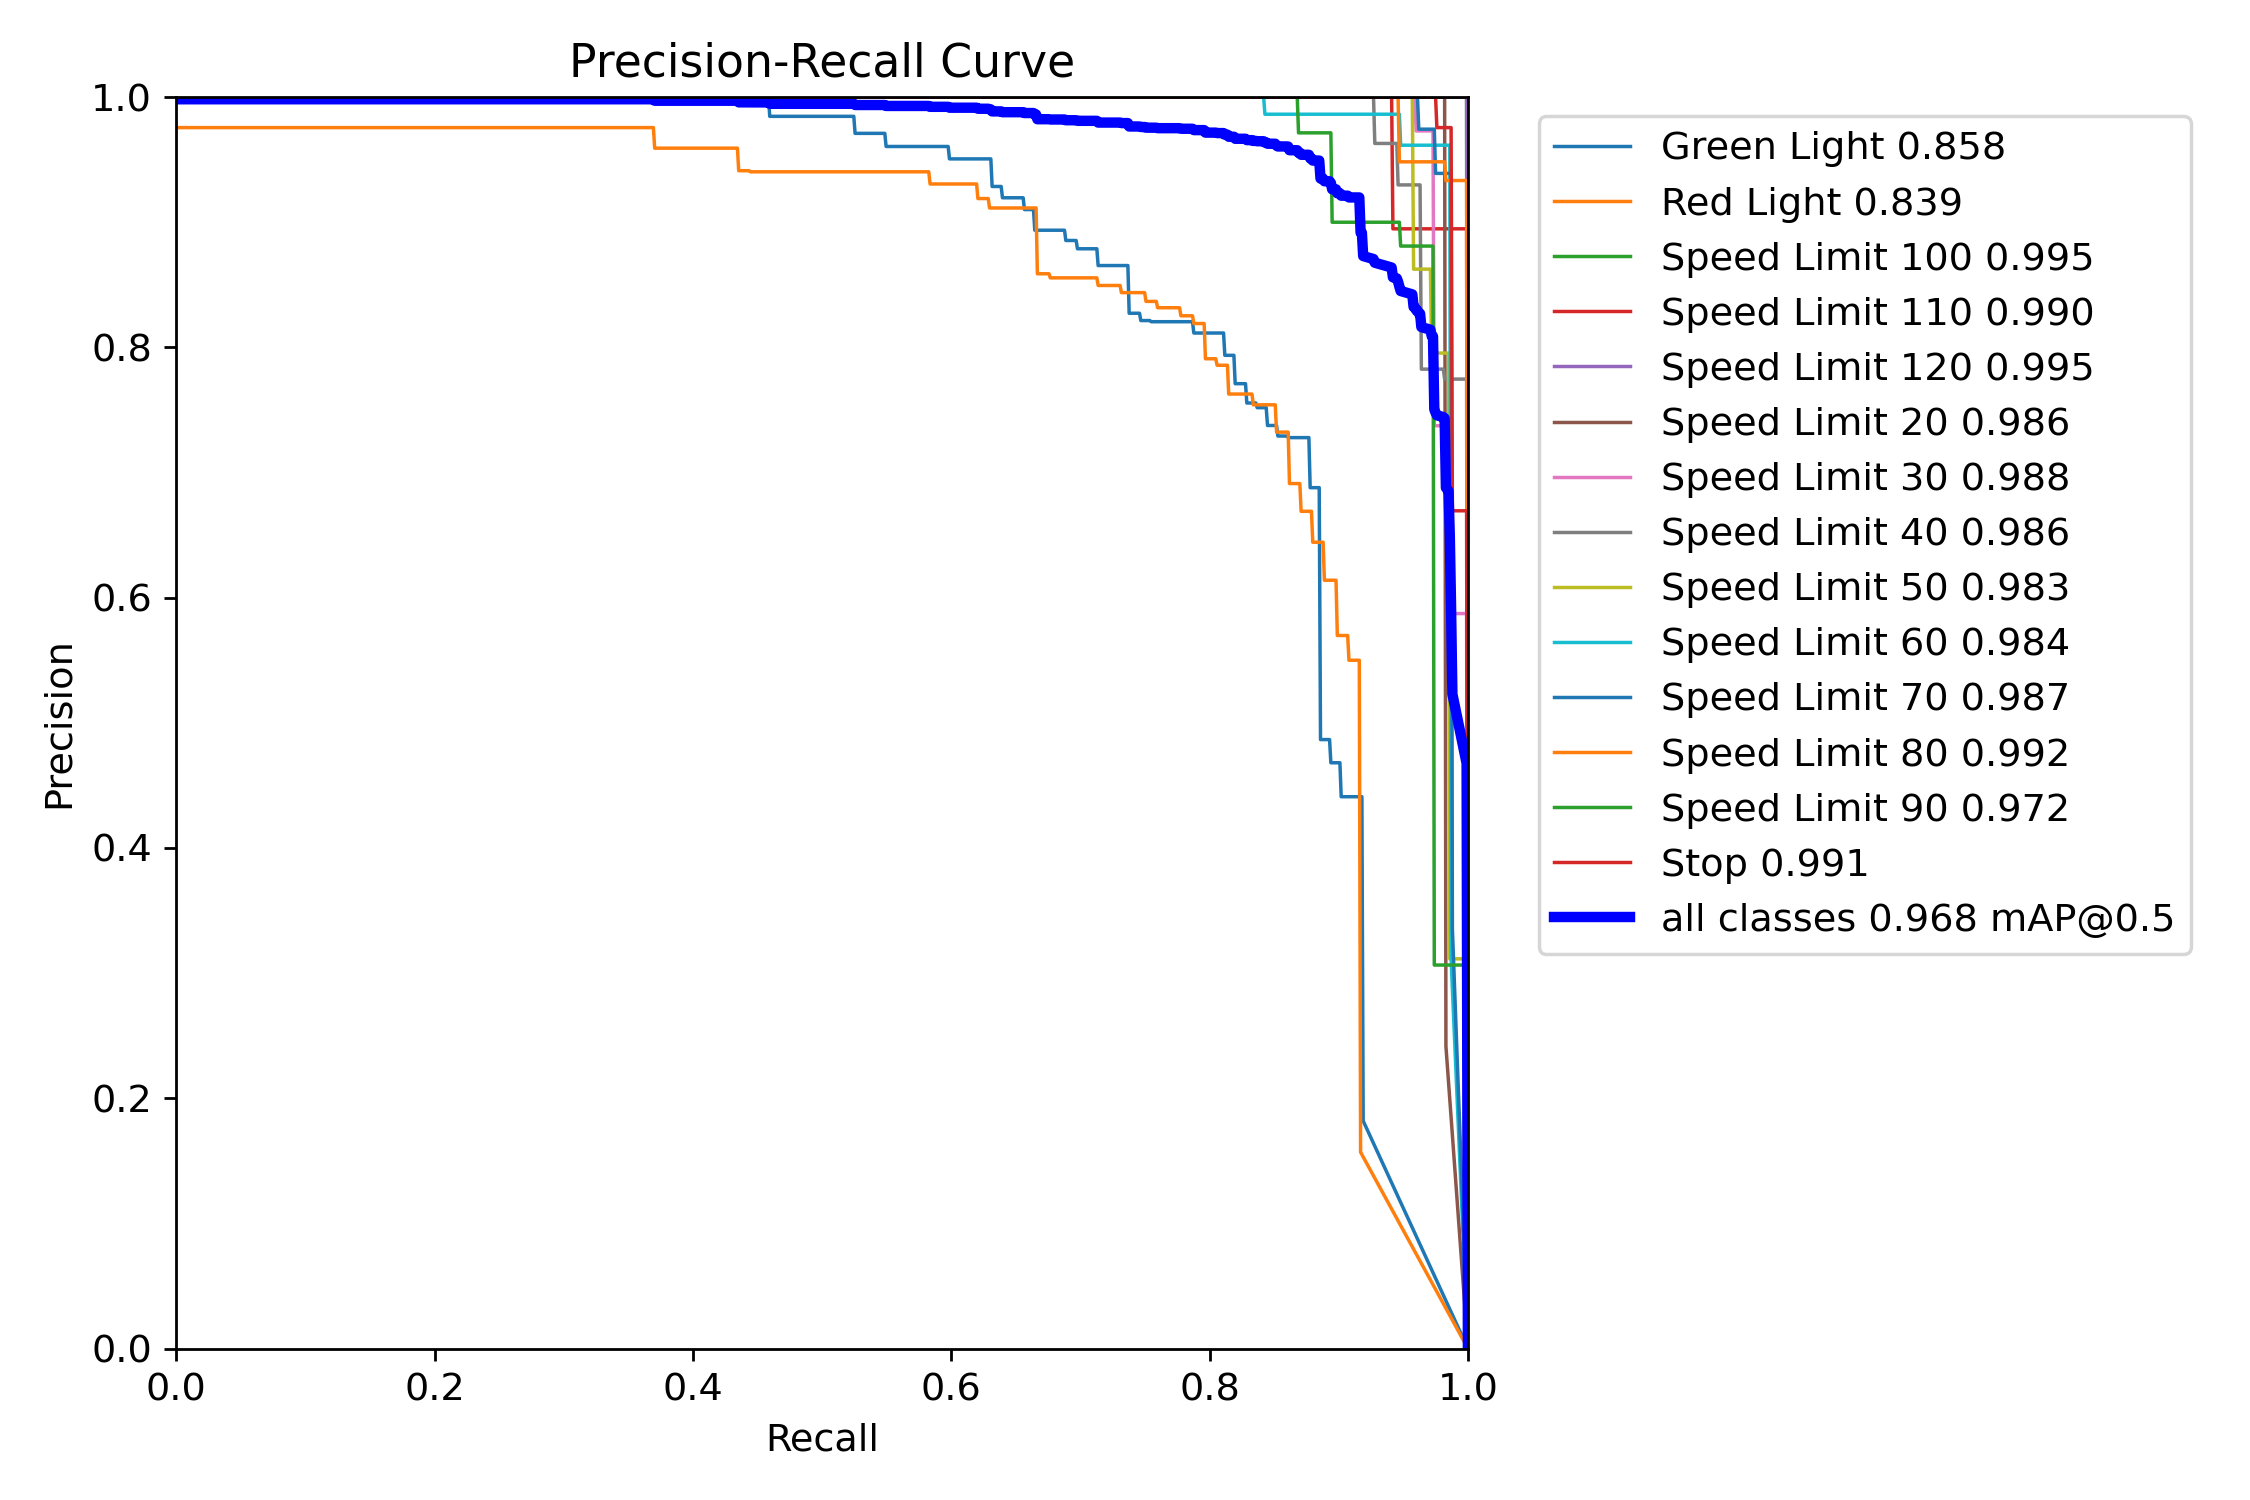 Precision-Recall Curve
1.0
0.8
0.6
0.4
0.2
0.0
Precision
0.0 0.2 0.4 0.6 0.8 1.0
Recall
Green Light 0.858
Red Light 0.839
Speed Limit 100 0.995
Speed Limit 110 0.990
Speed Limit 120 0.995
Speed Limit 20 0.986
Speed Limit 30 0.988
Speed Limit 40 0.986
Speed Limit 50 0.983
Speed Limit 60 0.984
Speed Limit 70 0.987
Speed Limit 80 0.992
Speed Limit 90 0.972
Stop 0.991
all classes 0.968 mAP@0.5